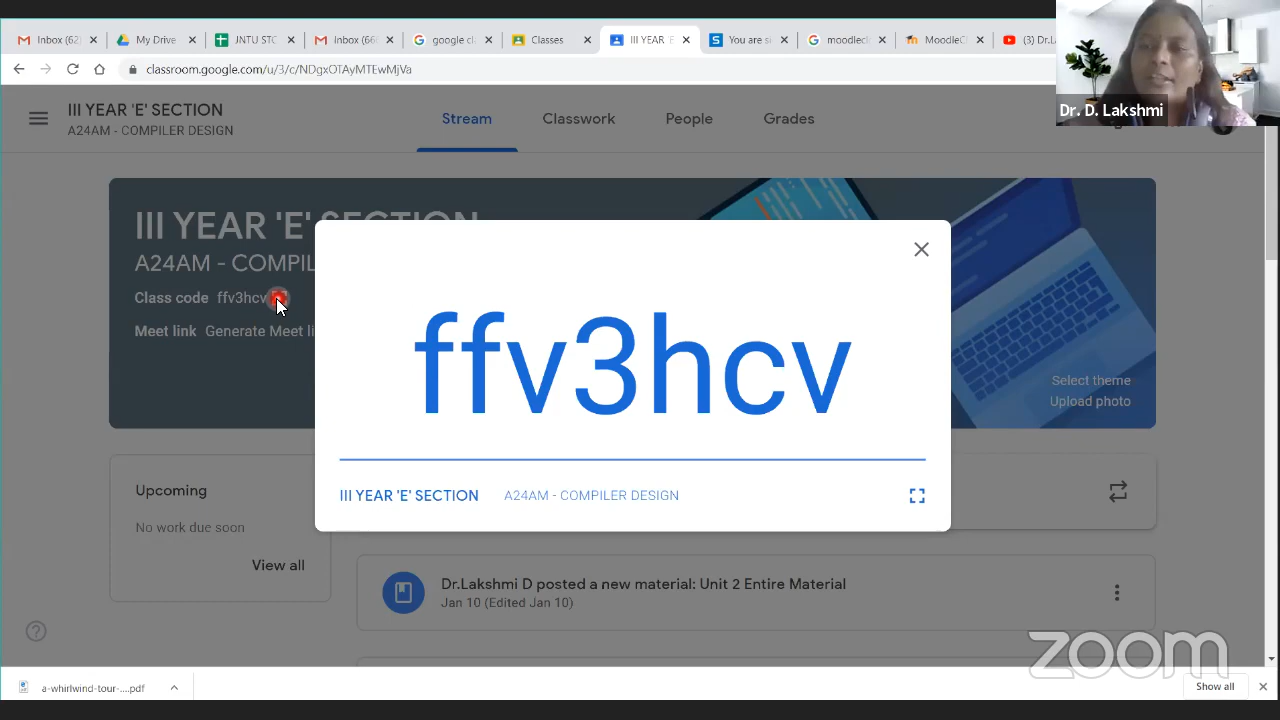 Inbox (62)
My Drive
JNTU STC
Inbox (66
google cl
Classes
III YEAR 'E'
You are si
moodlecl
MoodleCl
(3) Dr.L
classroom.google.com/u/3/c/NDgxOTAyMTEwMjVa
Dr. D. Lakshmi
III YEAR 'E' SECTION
A24AM - COMPILER DESIGN
Stream
Classwork
People
Grades
III YEAR 'E' SECTION
A24AM - COMPIL
Class code ffv3hcv
Meet link Generate Meet li
Select theme
Upload photo
ffv3hcv
III YEAR 'E' SECTION
A24AM - COMPILER DESIGN
Upcoming
No work due soon
View all
Dr.Lakshmi D posted a new material: Unit 2 Entire Material
Jan 10 (Edited Jan 10)
zoom
a-whirlwind-tour-....pdf
Show all